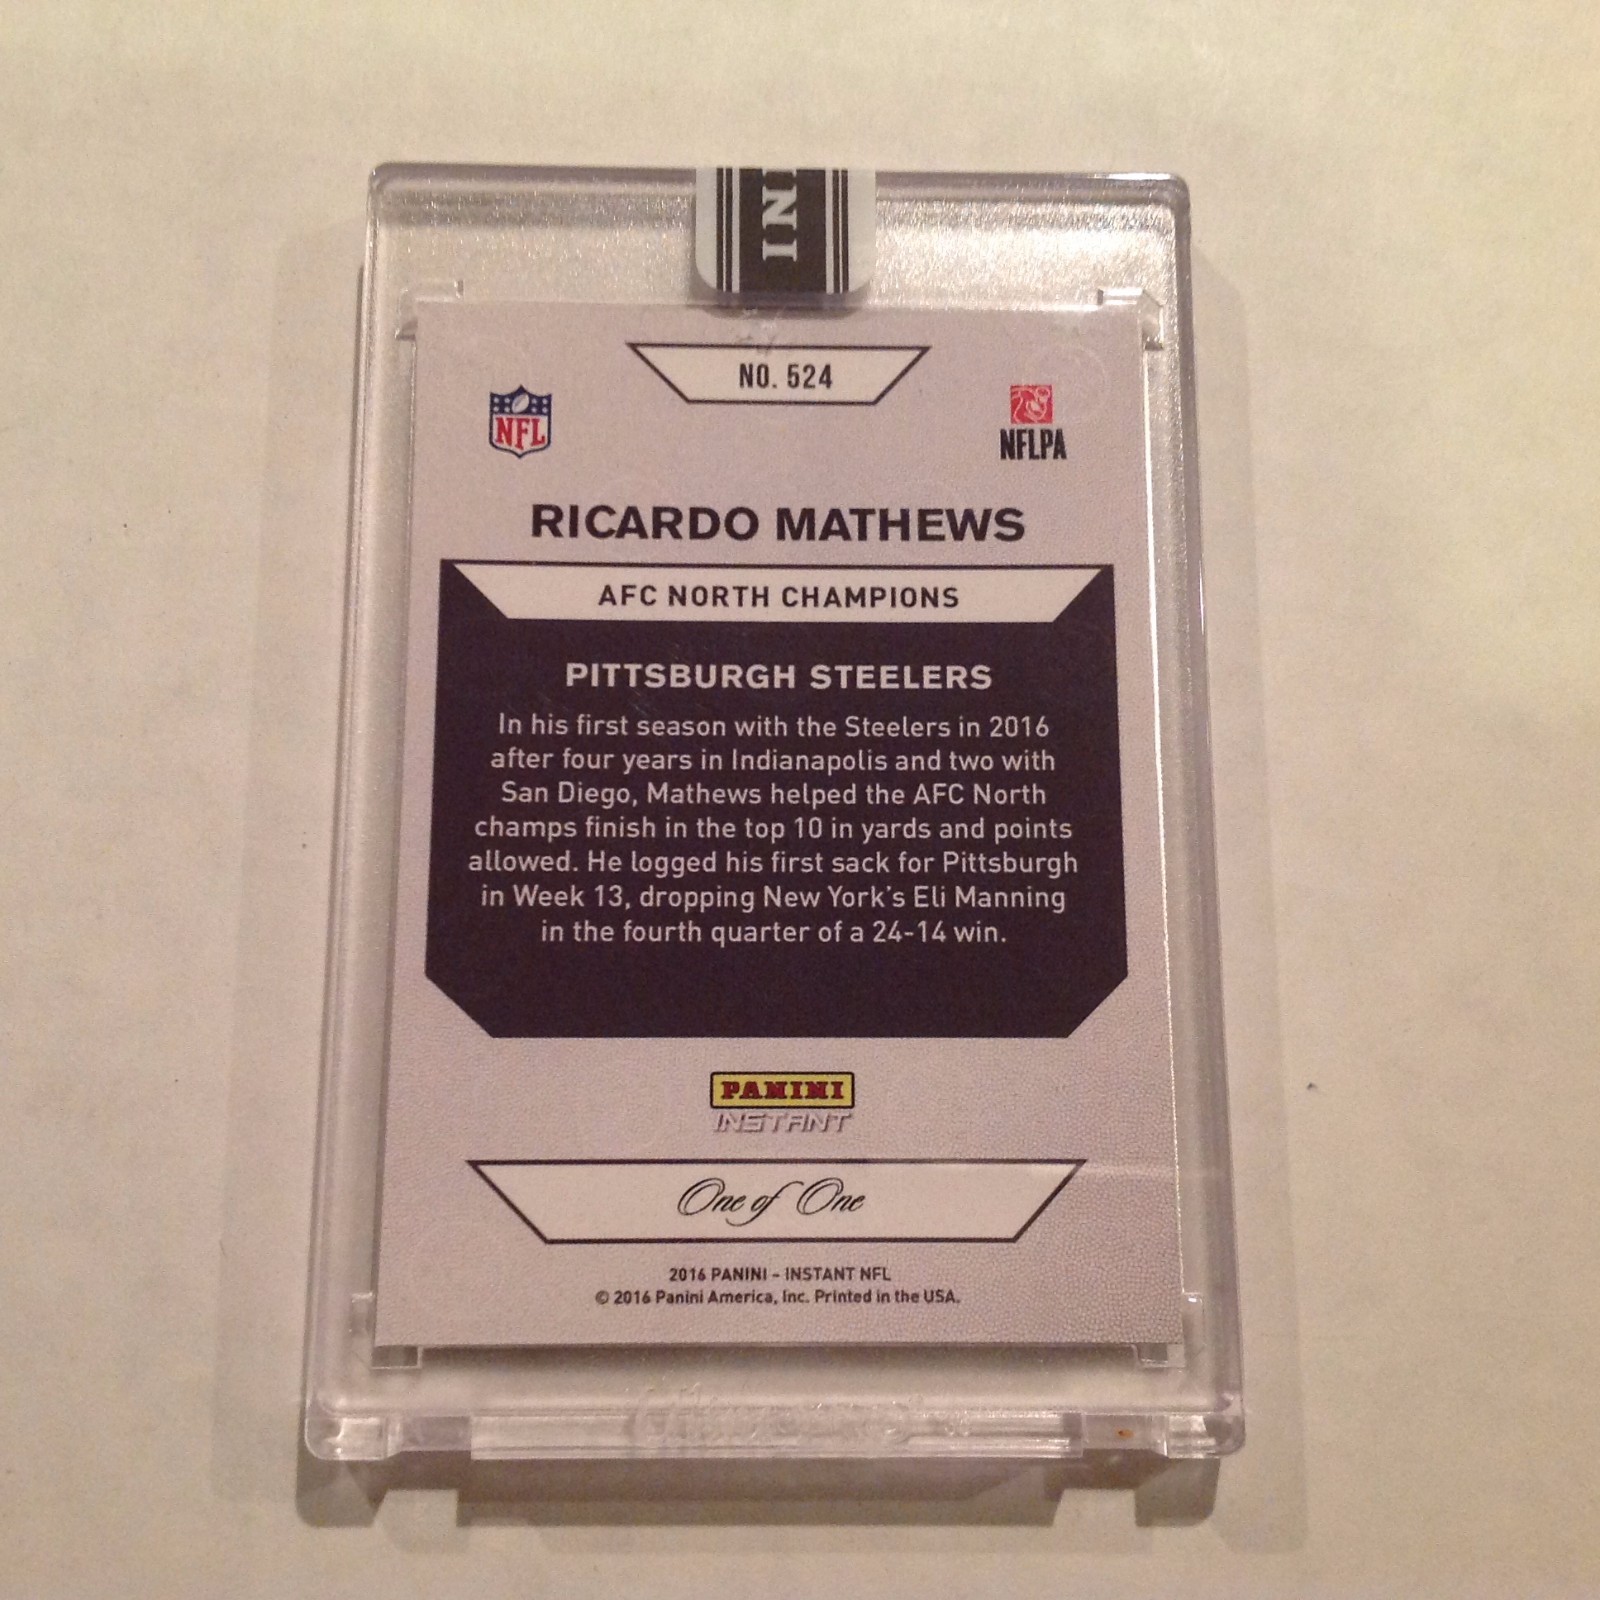 INI
NO. 524
NFL
NFLPA
RICARDO MATHEWS
AFC NORTH CHAMPIONS
PITTSBURGH STEELERS
In his first season with the Steelers in 2016
after four years in Indianapolis and two with
San Diego, Mathews helped the AFC North
champs finish in the top 10 in yards and points
allowed. He logged his first sack for Pittsburgh
in Week 13, dropping New York's Eli Manning
in the fourth quarter of a 24-14 win.
PANINI
INSTANT
One of One
2016 PANINI - INSTANT NFL
© 2016 Panini America, Inc. Printed in the USA.